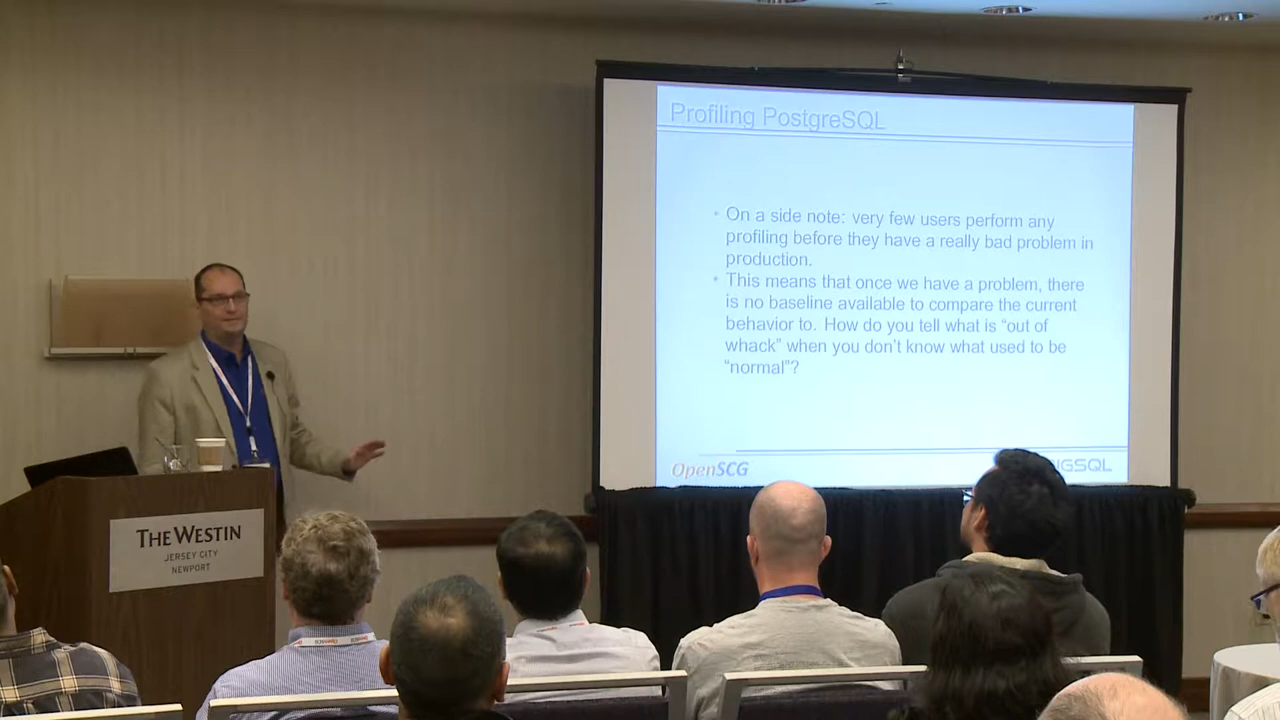 Profiling PostgreSQL
• On a side note: very few users perform any
profiling before they have a really bad problem in
production.
• This means that once we have a problem, there
is no baseline available to compare the current
behavior to. How do you tell what is “out of
whack” when you don’t know what used to be
“normal”?
OpenSCG
IGSQL
THE WESTIN
JERSEY CITY
NEWPORT